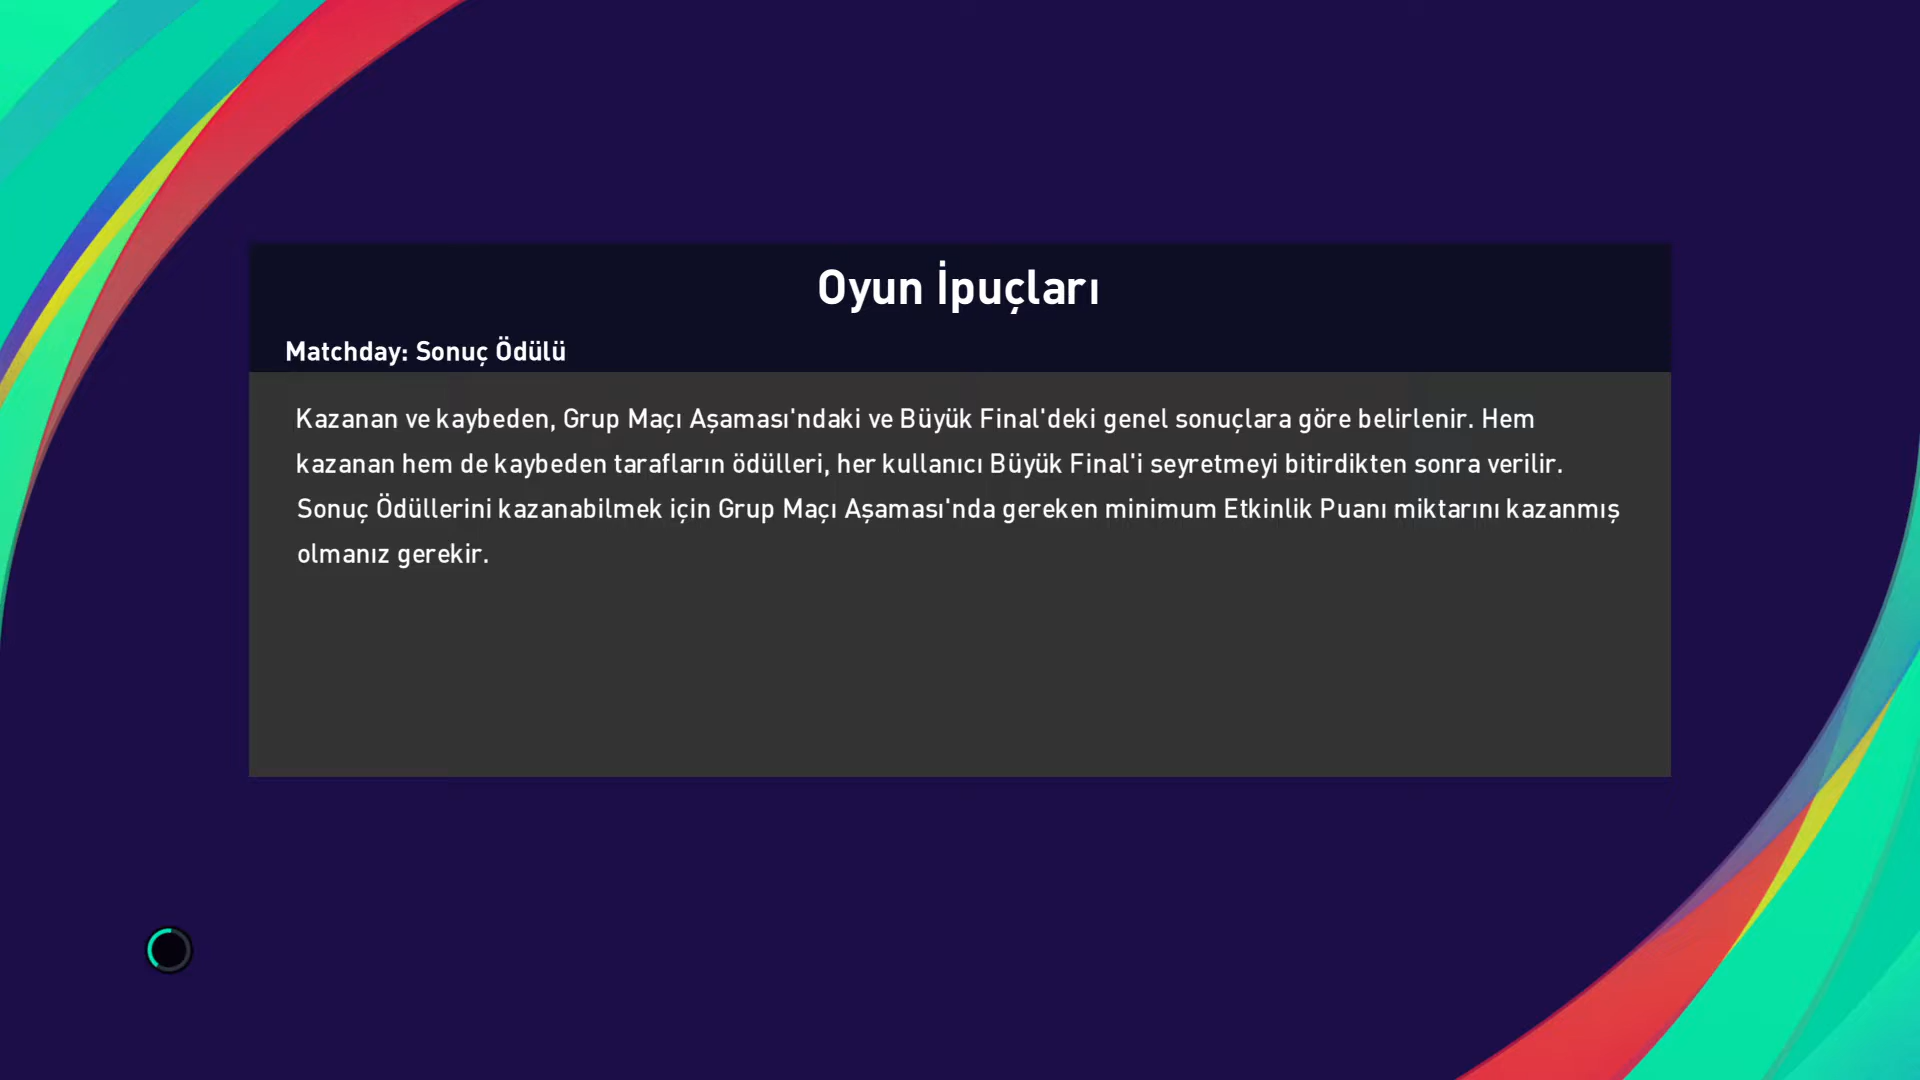 Oyun İpuçları
Matchday: Sonuç Ödülü
Kazanan ve kaybeden, Grup Maçı Aşaması'ndaki ve Büyük Final'deki genel sonuçlara göre belirlenir. Hem
kazanan hem de kaybeden tarafların ödülleri, her kullanıcı Büyük Final'i seyretmeyi bitirdikten sonra verilir.
Sonuç Ödüllerini kazanabilmek için Grup Maçı Aşaması'nda gereken minimum Etkinlik Puanı miktarını kazanmış
olmanız gerekir.